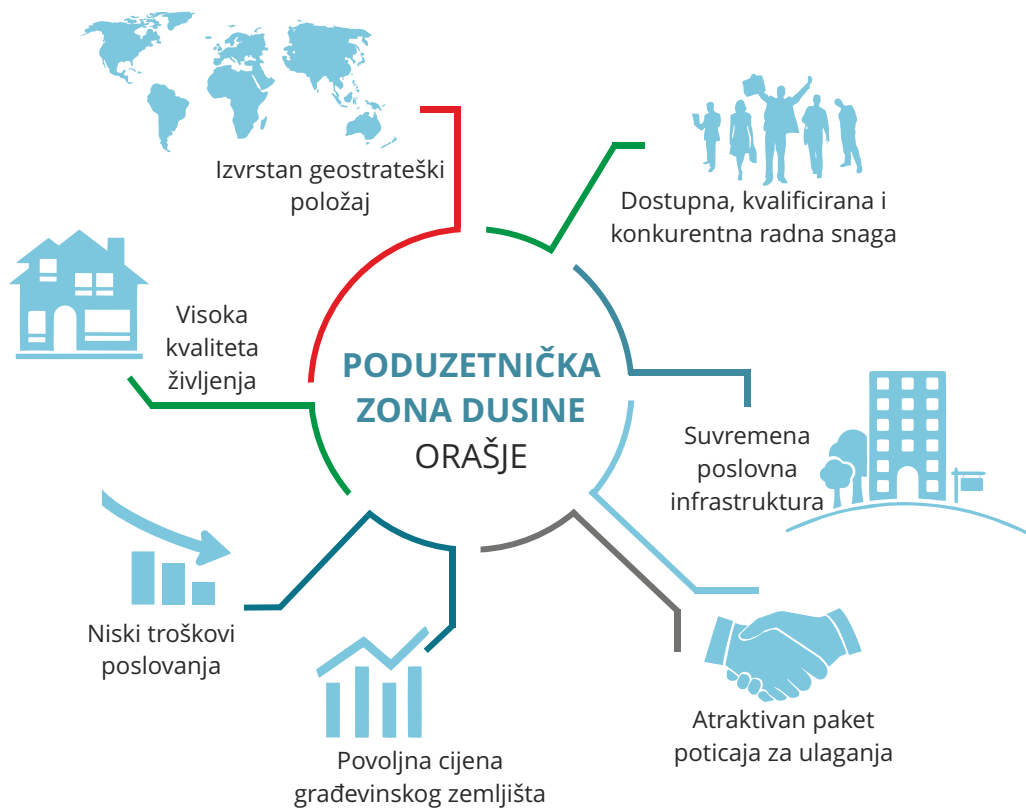 Izvrstan geostrateški
položaj
Dostupna, kvalificirana i
konkurentna radna snaga
Visoka
kvaliteta
življenja
PODUZETNIČKA
ZONA DUSINE
ORAŠJE
Suvremena
poslovna
infrastruktura
Niski troškovi
poslovanja
Povoljna cijena
građevinskog zemljišta
Atraktivan paket
poticaja za ulaganja